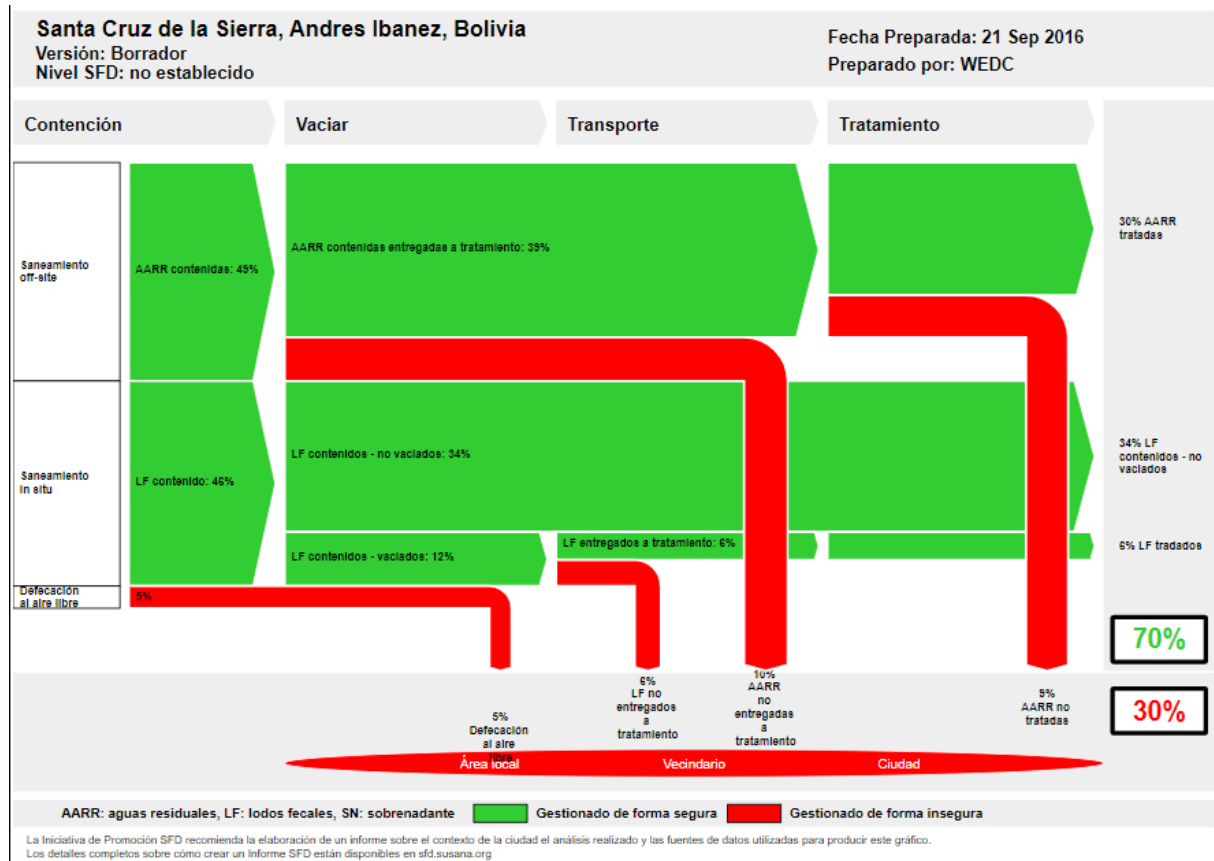 Santa Cruz de la Sierra, Andres Ibanez, Bolivia
Versión: Borrador
Nivel SFD: no establecido
Fecha Preparada: 21 Sep 2016
Preparado por: WEDC
Contención
Vaciar
Transporte
Tratamiento
Saneamiento
off-site
AARR contenidas: 49%
AARR contenidas entregadas a tratamiento: 39%
30% AARR
tratadas
Saneamiento
in situ
LF contenido: 46%
LF contenidos - no vaciados: 34%
34% LF
contenidos - no
vaciados
LF contenidos - vaciados: 12%
LF entregados a tratamiento: 6%
6% LF tradados
Defecación
al aire libre
5%
70%
30%
5%
Defecación
al aire
libre
6%
LF no
entregados
a
tratamiento
10%
AARR
no
entregadas
a
tratamiento
9%
AARR no
tratadas
Área local
Vecindario
Ciudad
AARR: aguas residuales, LF: lodos fecales, SN: sobrenadante
Gestionado de forma segura
Gestionado de forma insegura
La Iniciativa de Promoción SFD recomienda la elaboración de un informe sobre el contexto de la ciudad el análisis realizado y las fuentes de datos utilizadas para producir este gráfico.
Los detalles completos sobre cómo crear un Informe SFD están disponibles en sfd.susana.org